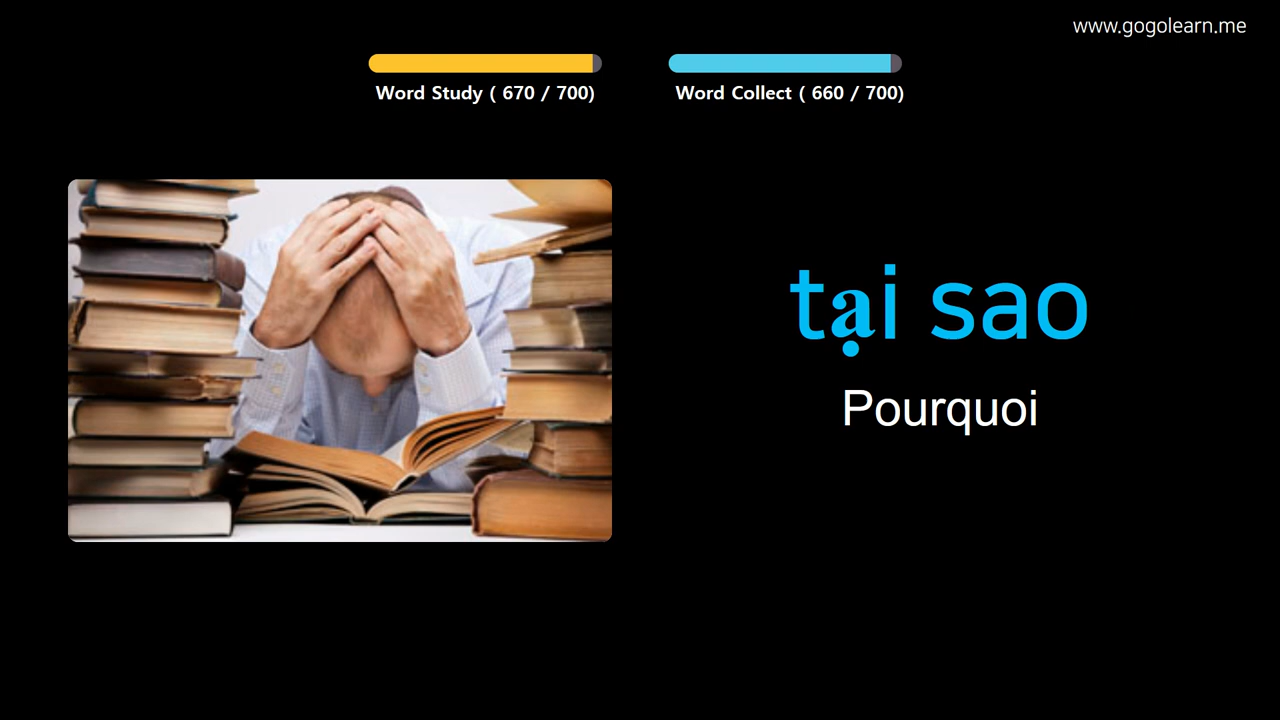 www.gogolearn.me
Word Study ( 670 / 700)
Word Collect ( 660 / 700)
tại sao
Pourquoi